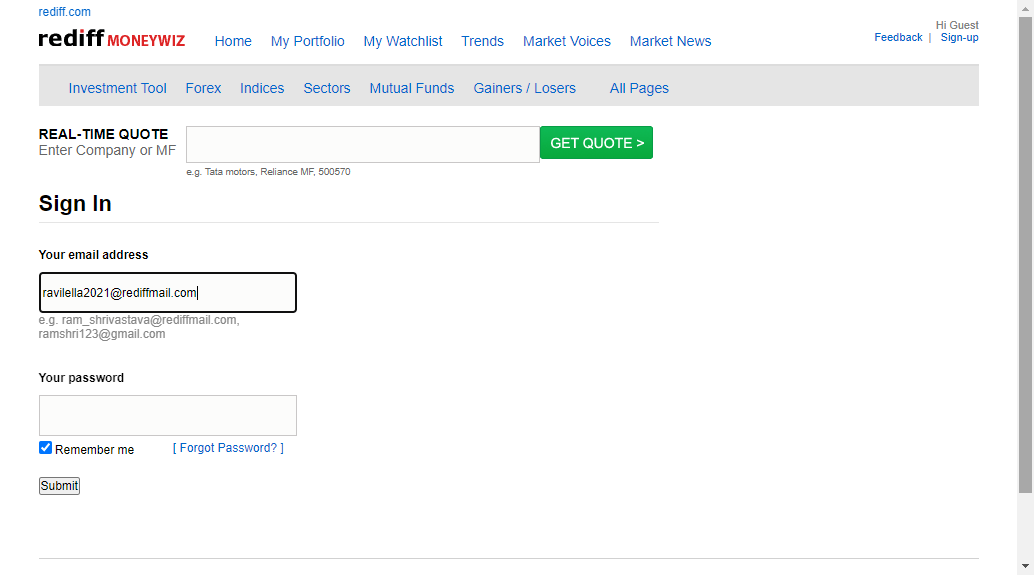 rediff.com
Hi Guest
rediff MONEYWIZ Home My Portfolio My Watchlist Trends Market Voices Market News
Feedback | Sign-up
Investment Tool Forex Indices Sectors Mutual Funds Gainers / Losers All Pages
REAL-TIME QUOTE
Enter Company or MF
GET QUOTE >
e.g. Tata motors, Reliance MF, 500570
Sign In
Your email address
ravilella2021@rediffmail.com
e.g. ram_shrivastava@rediffmail.com,
ramshri123@gmail.com
Your password
Remember me [ Forgot Password? ]
Submit